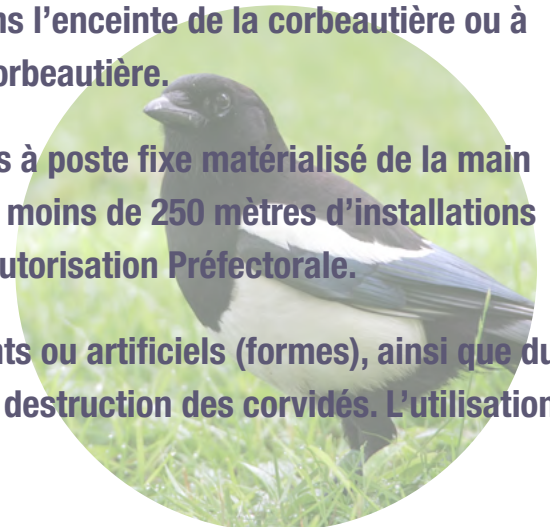 ns l’enceinte de la corbeautière ou à
orbeautière.
s à poste fixe matérialisé de la main
moins de 250 mètres d’installations
utorisation Préfectorale.
nts ou artificiels (formes), ainsi que du
destruction des corvidés. L’utilisation